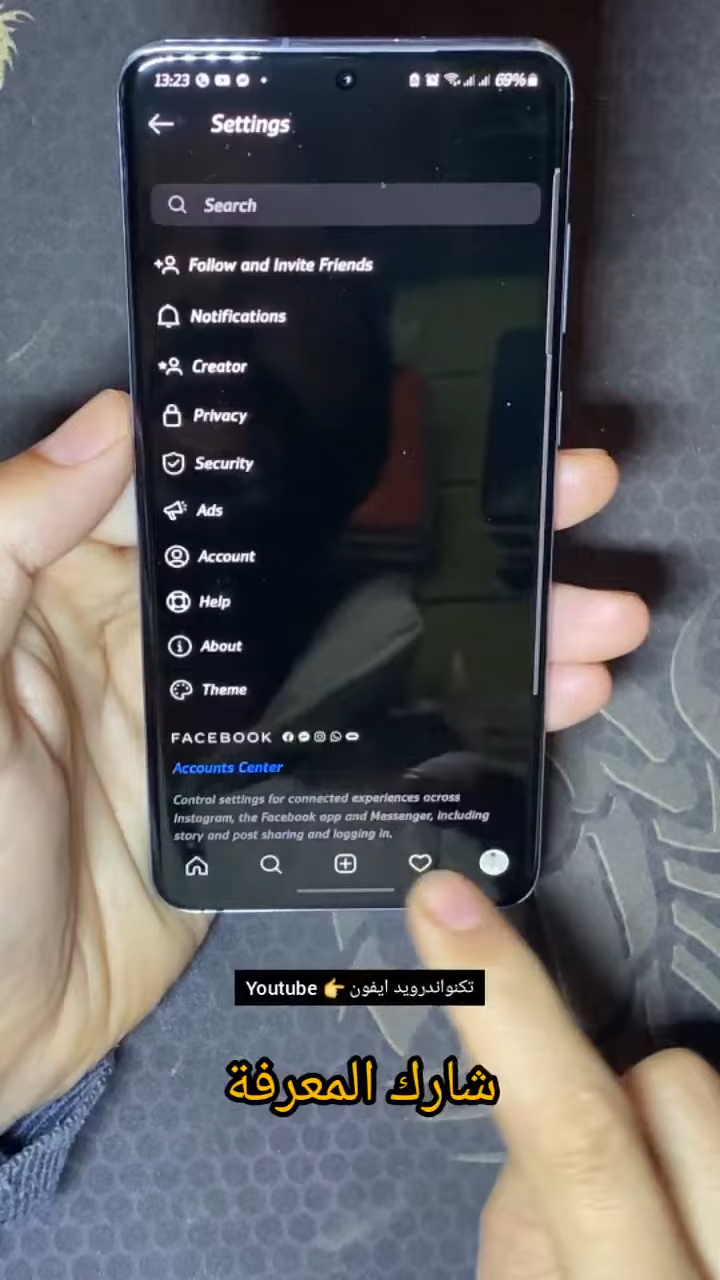 13:23 69%
Settings
Search
Follow and Invite Friends
Notifications
Creator
Privacy
Security
Ads
Account
Help
About
Theme
FACEBOOK
Accounts Center
Control settings for connected experiences across
Instagram, the Facebook app and Messenger, including
story and post sharing and logging in.
تكنواندرويد ايفون 👉 Youtube
شارك المعرفة